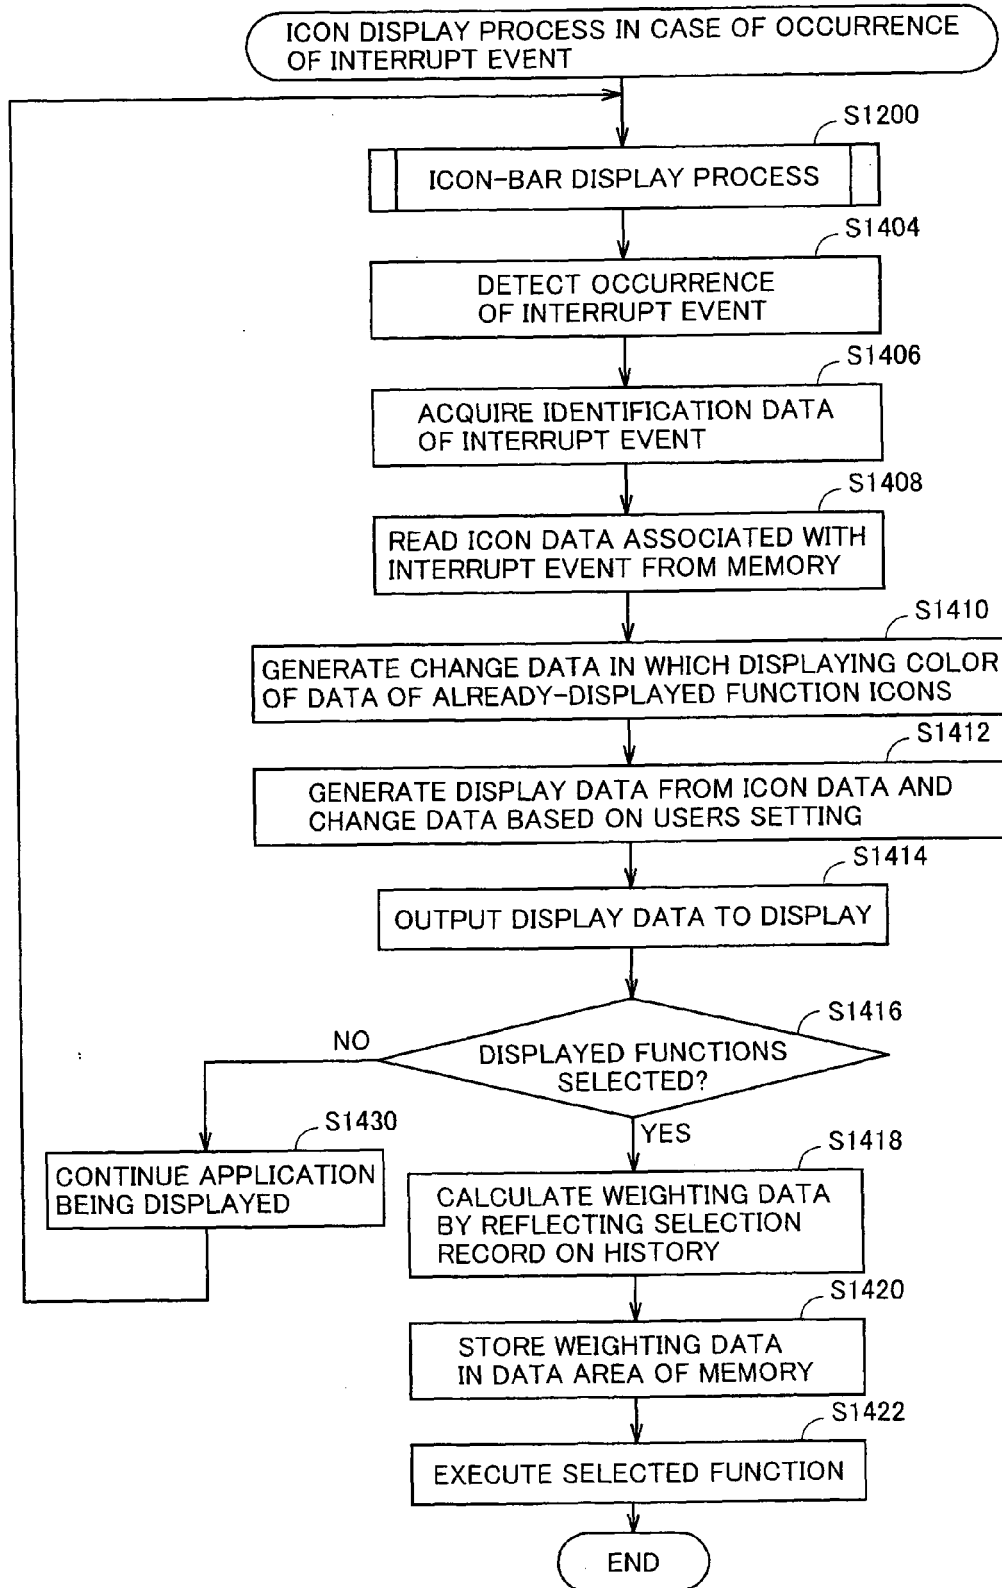 ICON DISPLAY PROCESS IN CASE OF OCCURRENCE
OF INTERRUPT EVENT
S1200
ICON-BAR DISPLAY PROCESS
S1404
DETECT OCCURRENCE
OF INTERRUPT EVENT
S1406
ACQUIRE IDENTIFICATION DATA
OF INTERRUPT EVENT
S1408
READ ICON DATA ASSOCIATED WITH
INTERRUPT EVENT FROM MEMORY
S1410
GENERATE CHANGE DATA IN WHICH DISPLAYING COLOR
OF DATA OF ALREADY-DISPLAYED FUNCTION ICONS
S1412
GENERATE DISPLAY DATA FROM ICON DATA AND
CHANGE DATA BASED ON USERS SETTING
S1414
OUTPUT DISPLAY DATA TO DISPLAY
S1416
NO
DISPLAYED FUNCTIONS
SELECTED?
YES
S1430
CONTINUE APPLICATION
BEING DISPLAYED
S1418
CALCULATE WEIGHTING DATA
BY REFLECTING SELECTION
RECORD ON HISTORY
S1420
STORE WEIGHTING DATA
IN DATA AREA OF MEMORY
S1422
EXECUTE SELECTED FUNCTION
END